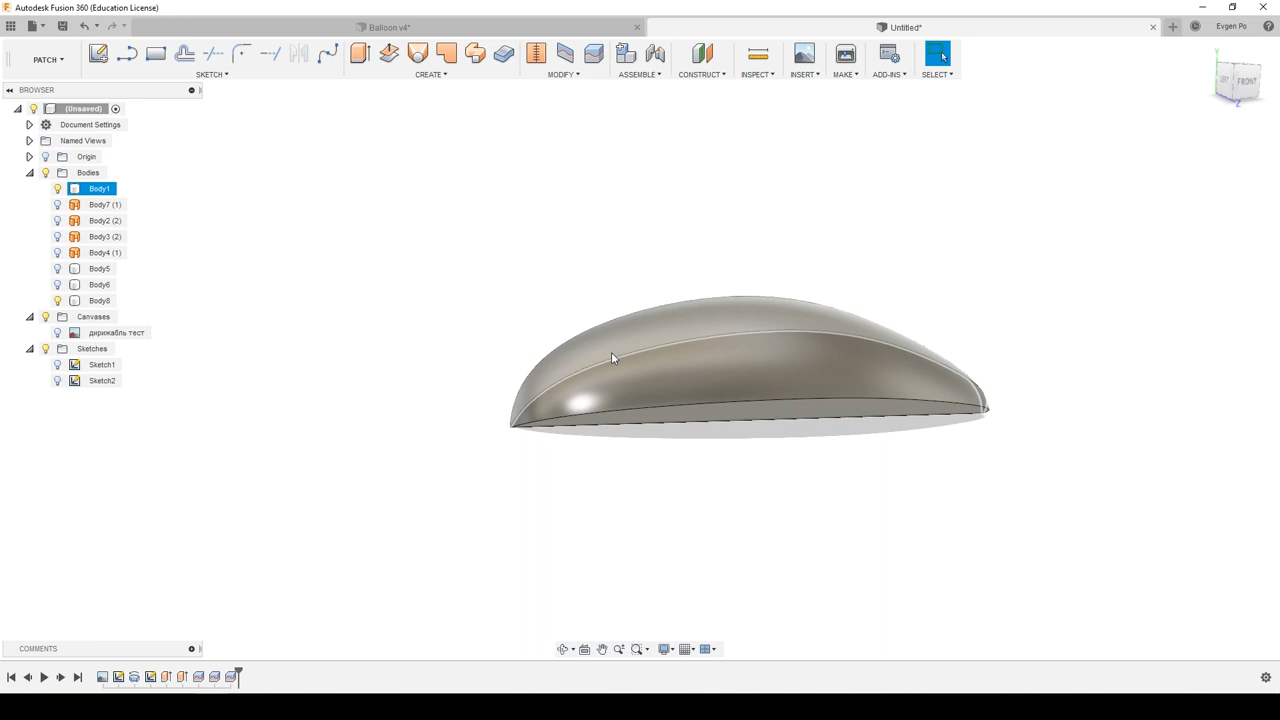 Autodesk Fusion 360 (Education License)
Balloon v4*
Untitled*
Evgen Po
PATCH
SKETCH
CREATE
MODIFY
ASSEMBLE
CONSTRUCT
INSPECT
INSERT
MAKE
ADD-INS
SELECT
BROWSER
(Unsaved)
Document Settings
Named Views
Origin
Bodies
Body1
Body7 (1)
Body2 (2)
Body3 (2)
Body4 (1)
Body5
Body6
Body8
Canvases
дирижабль тест
Sketches
Sketch1
Sketch2
FRONT
Y
Z
COMMENTS